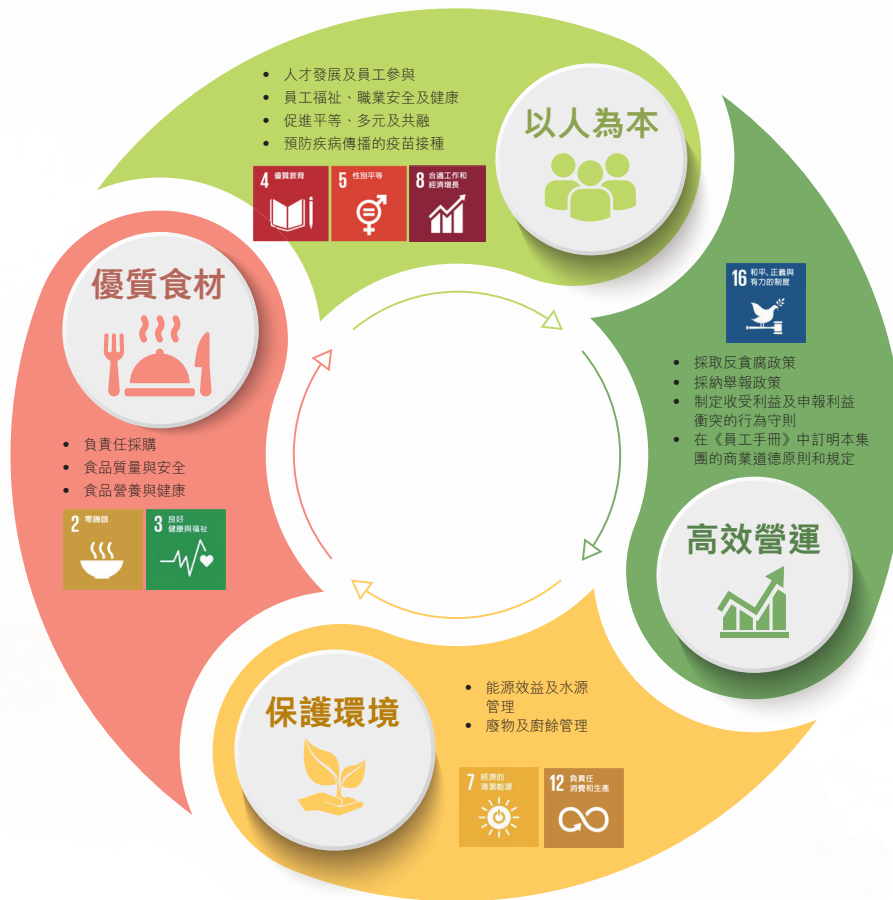 以人為本
人才發展及員工參與
員工福祉、職業安全及健康
促進平等、多元及共融
預防疾病傳播的疫苗接種
4 優質教育
5 性別平等
8 合適工作和
經濟增長
16 和平、正義與
有力的制度
採取反貪腐政策
採納舉報政策
制定收受利益及申報利益
衝突的行為守則
在《員工手冊》中訂明本集
團的商業道德原則和規定
高效營運
能源效益及水源
管理
廢物及廚餘管理
7 經濟的
清潔能源
12 負責任
消費和生產
保護環境
優質食材
負責任採購
食品質量與安全
食品營養與健康
2 零饑餓
3 良好
健康與福祉